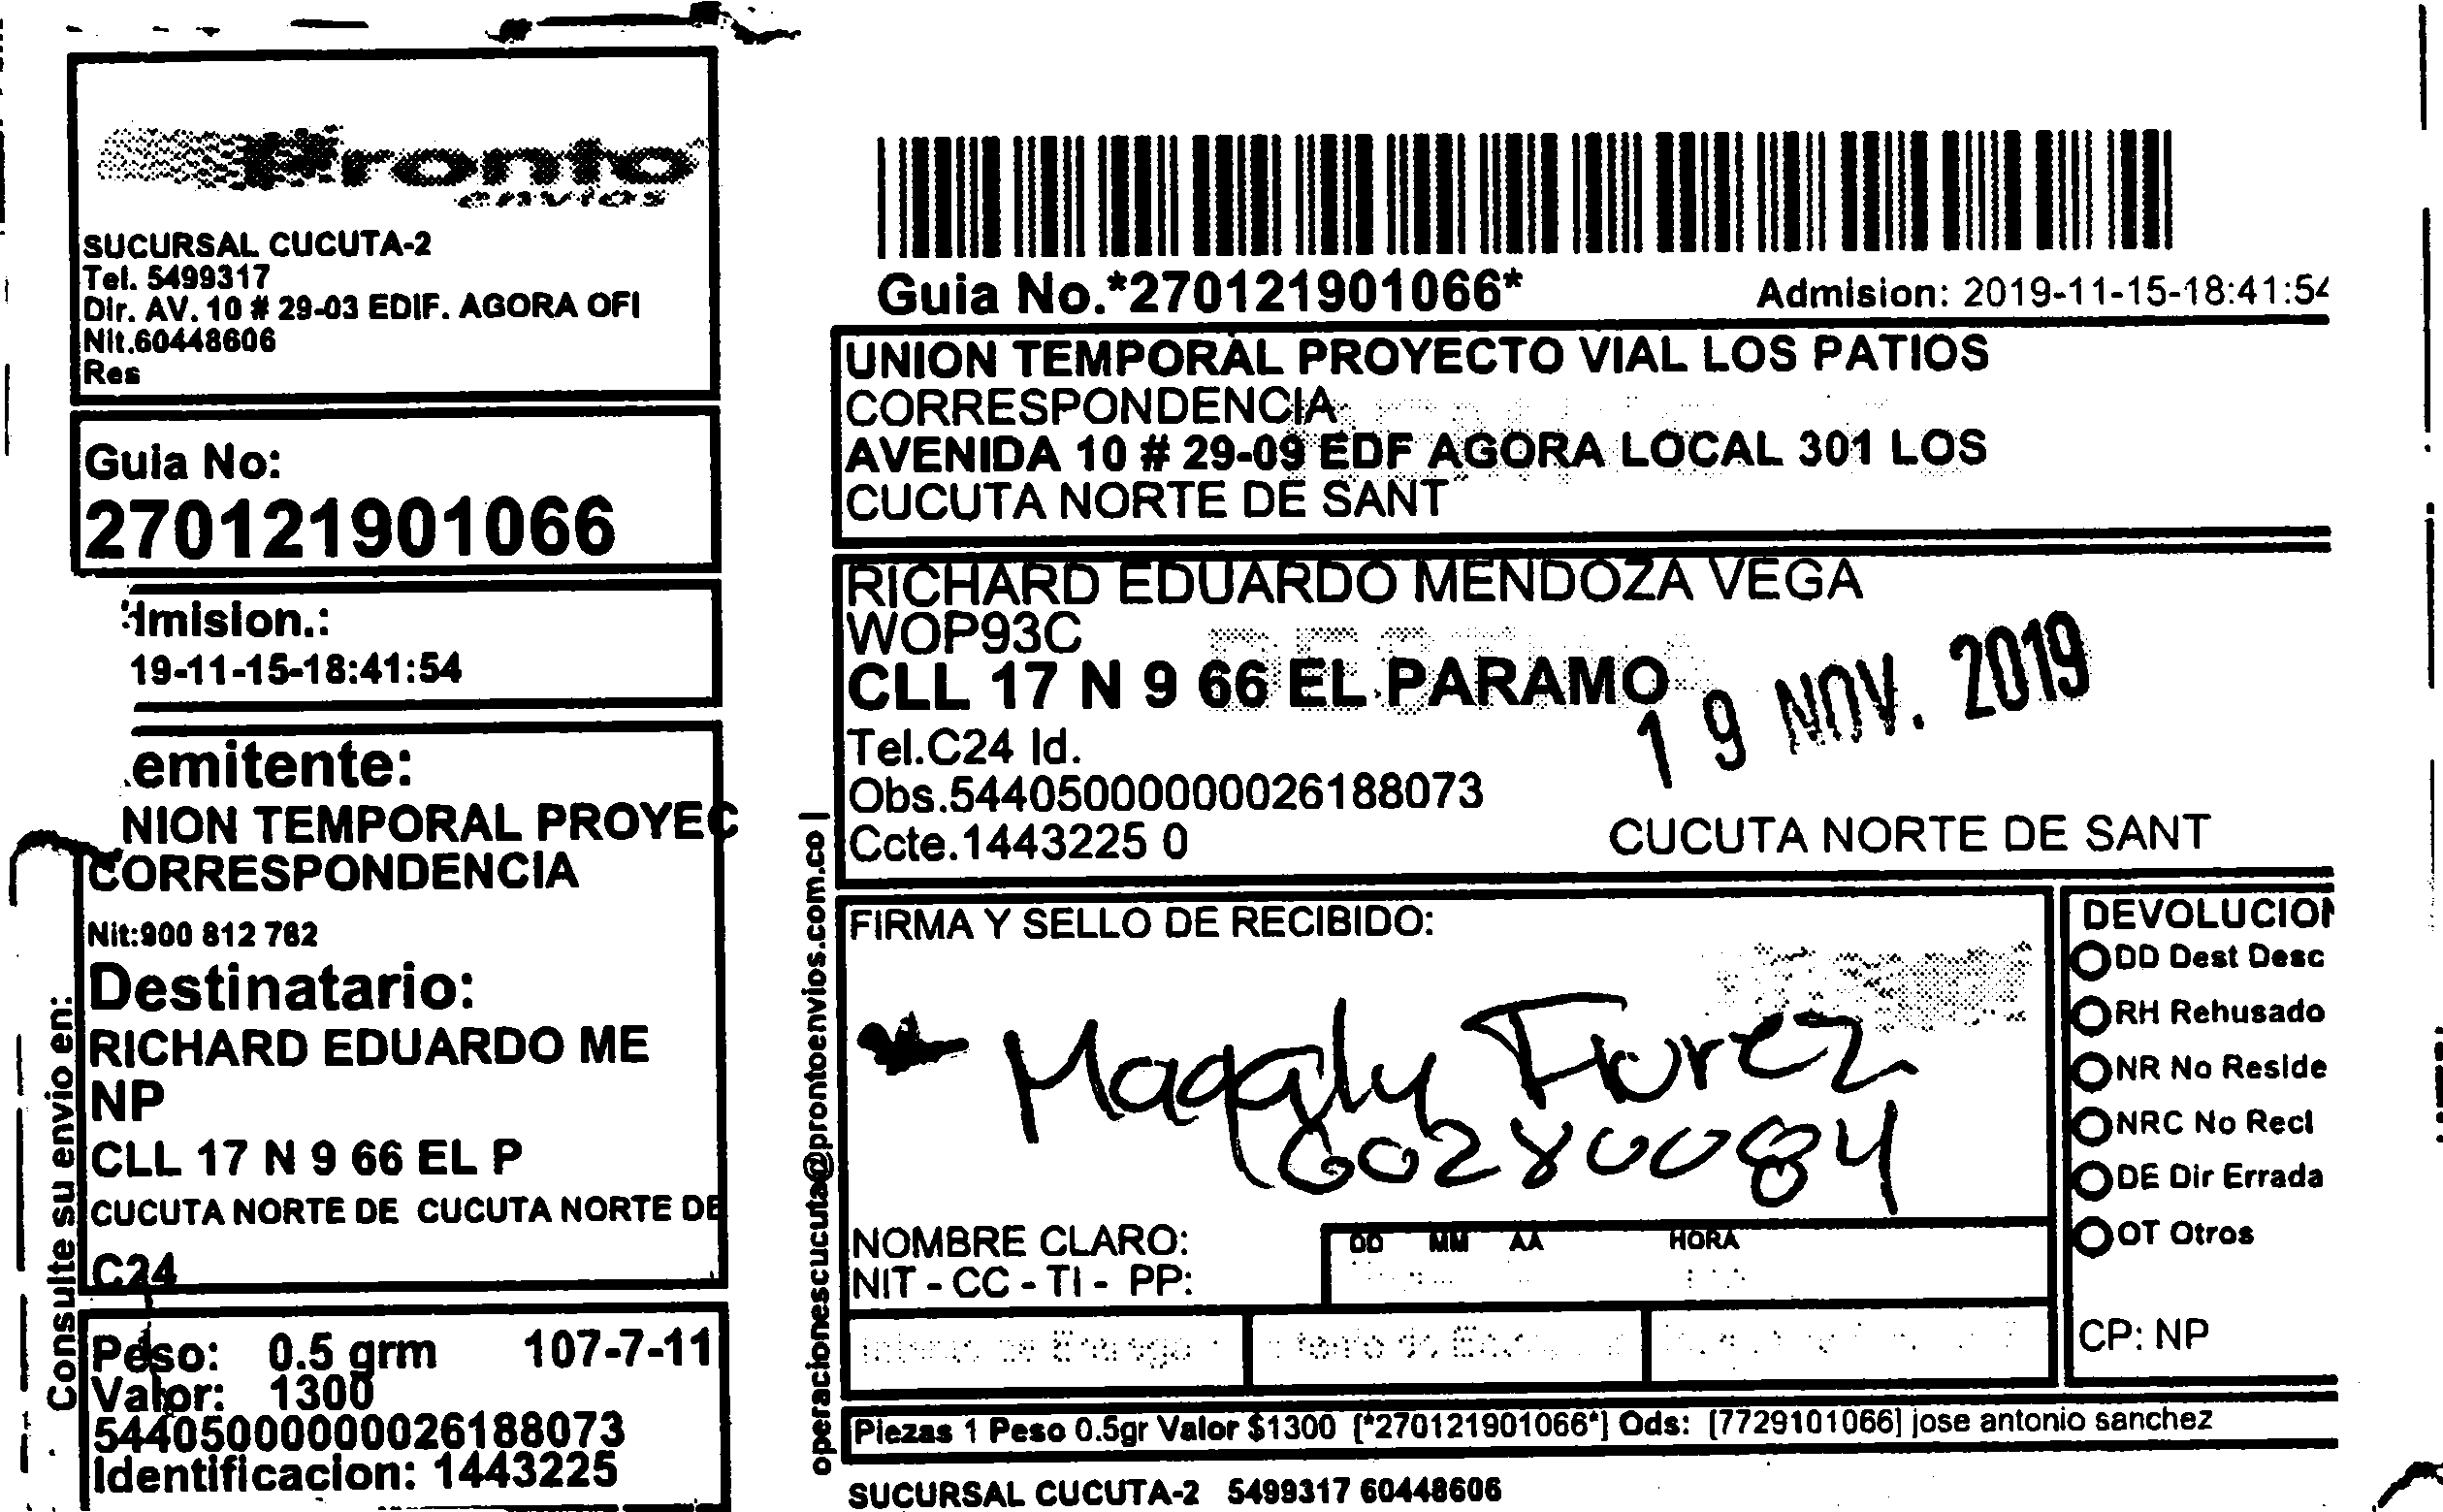 Pronto
envios
SUCURSAL CUCUTA-2
Tel. 5499317
Dir. AV. 10 # 29-03 EDIF. AGORA OFI
Nit.60448606
Res
Guia No:
270121901066
mision.:
19-11-15-18:41:54
emitente:
NION TEMPORAL PROYEC
CORRESPONDENCIA
Nit:900 812 782
Destinatario:
RICHARD EDUARDO ME
NP
CLL 17 N 9 66 EL P
CUCUTA NORTE DE CUCUTA NORTE DE
C24
Peso: 0.5 grm 107-7-11
Valor: 1300
544050000000026188073
Identificacion: 1443225
Consulte su envio en:
operacionescucuta@prontoenvios.com.co |
Guia No.*270121901066*
Admision: 2019-11-15-18:41:54
UNION TEMPORAL PROYECTO VIAL LOS PATIOS
CORRESPONDENCIA
AVENIDA 10 # 29-09 EDF AGORA LOCAL 301 LOS
CUCUTA NORTE DE SANT
RICHARD EDUARDO MENDOZA VEGA
WOP93C
CLL 17 N 9 66 EL PARAMO
19 NOV. 2019
Tel.C24 Id.
Obs.544050000000026188073
Ccte.1443225 0
CUCUTA NORTE DE SANT
FIRMA Y SELLO DE RECIBIDO:
Magaly Florez
60280084
NOMBRE CLARO:
NIT - CC - TI - PP:
DD MM AA HORA
DEVOLUCION
DD Dest Desc
RH Rehusado
NR No Reside
NRC No Recl
DE Dir Errada
OT Otros
CP: NP
Piezas 1 Peso 0.5gr Valor $1300 [*270121901066*] Ods: [7729101066] jose antonio sanchez
SUCURSAL CUCUTA-2 5499317 60448606